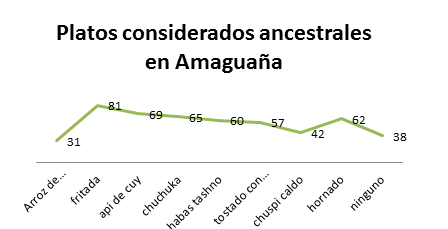 Platos considerados ancestrales
en Amaguaña
31
81
69
65
60
57
42
62
38
Arroz de...
fritada
api de cuy
chuchuka
habas tashno
tostado con...
chuspi caldo
hornado
ninguno